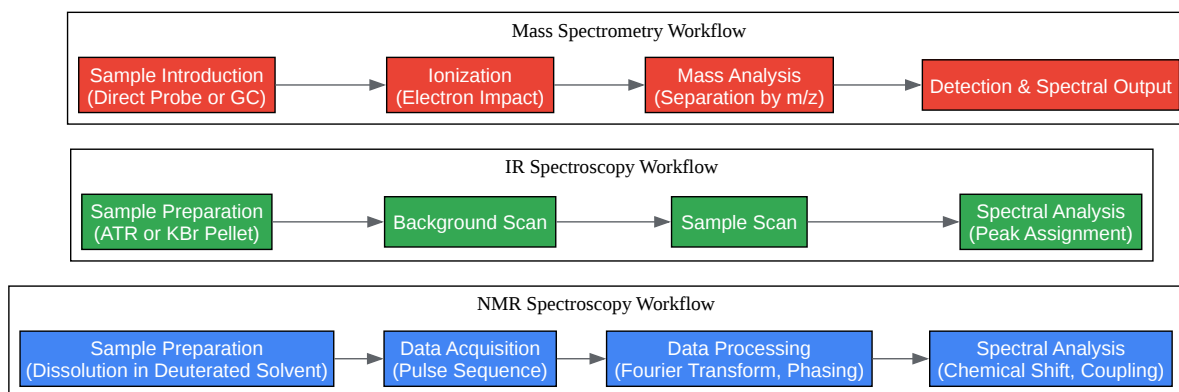 Mass Spectrometry Workflow
Sample Introduction
(Direct Probe or GC)
Ionization
(Electron Impact)
Mass Analysis
(Separation by m/z)
Detection & Spectral Output
IR Spectroscopy Workflow
Sample Preparation
(ATR or KBr Pellet)
Background Scan
Sample Scan
Spectral Analysis
(Peak Assignment)
NMR Spectroscopy Workflow
Sample Preparation
(Dissolution in Deuterated Solvent)
Data Acquisition
(Pulse Sequence)
Data Processing
(Fourier Transform, Phasing)
Spectral Analysis
(Chemical Shift, Coupling)